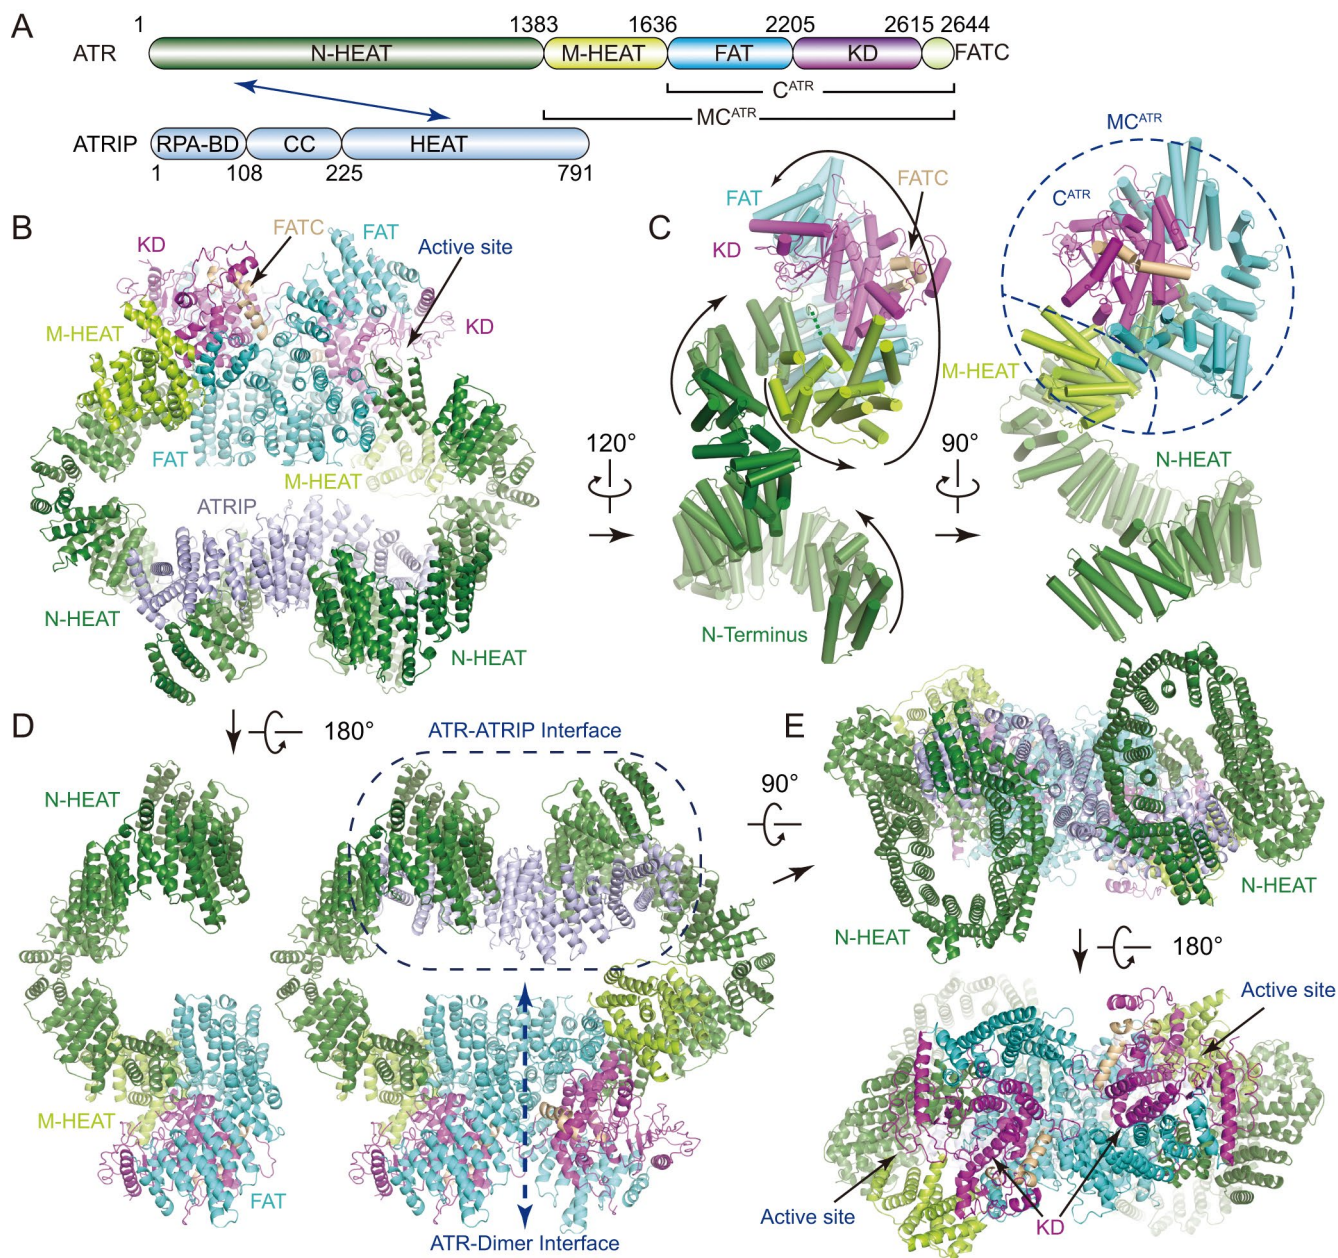 A
1 1383 1636 2205 2615 2644
ATR N-HEAT M-HEAT FAT KD FATC
C^ATR
MC^ATR
ATRIP RPA-BD CC HEAT
1 108 225 791
B
KD
FATC
FAT
Active site
M-HEAT
KD
FAT
M-HEAT
ATRIP
N-HEAT
N-HEAT
120°
C
FAT
FATC
KD
M-HEAT
N-Terminus
90°
MC^ATR
C^ATR
N-HEAT
180°
D
N-HEAT
ATR-ATRIP Interface
M-HEAT
FAT
ATR-Dimer Interface
90°
E
N-HEAT
N-HEAT
180°
Active site
Active site
KD